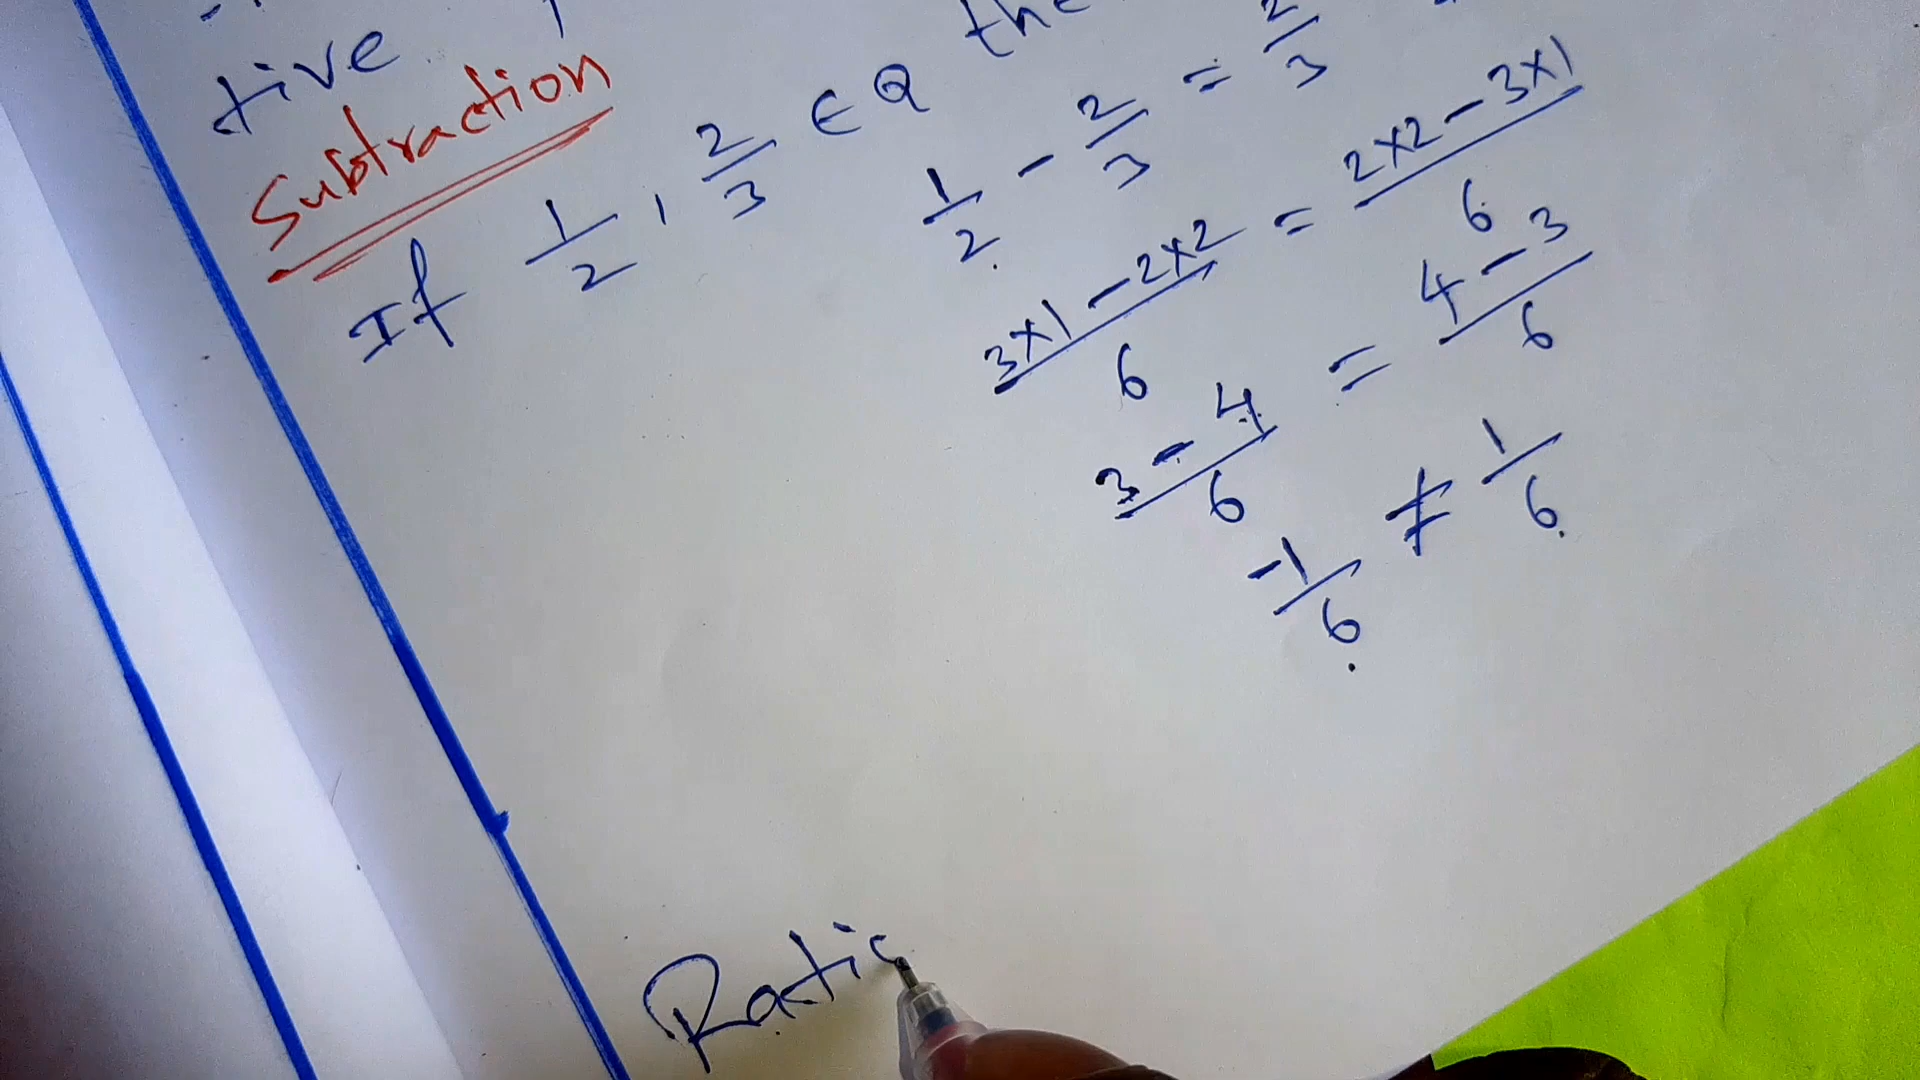 tive
Subtraction
If 1/2 , 2/3 ∈ Q the
1/2 - 2/3 = 2/3
3×1 - 2×2/6 = 2×2 - 3×1/6
3 - 4/6 = 4 - 3/6
-1/6 ≠ 1/6
Ratio